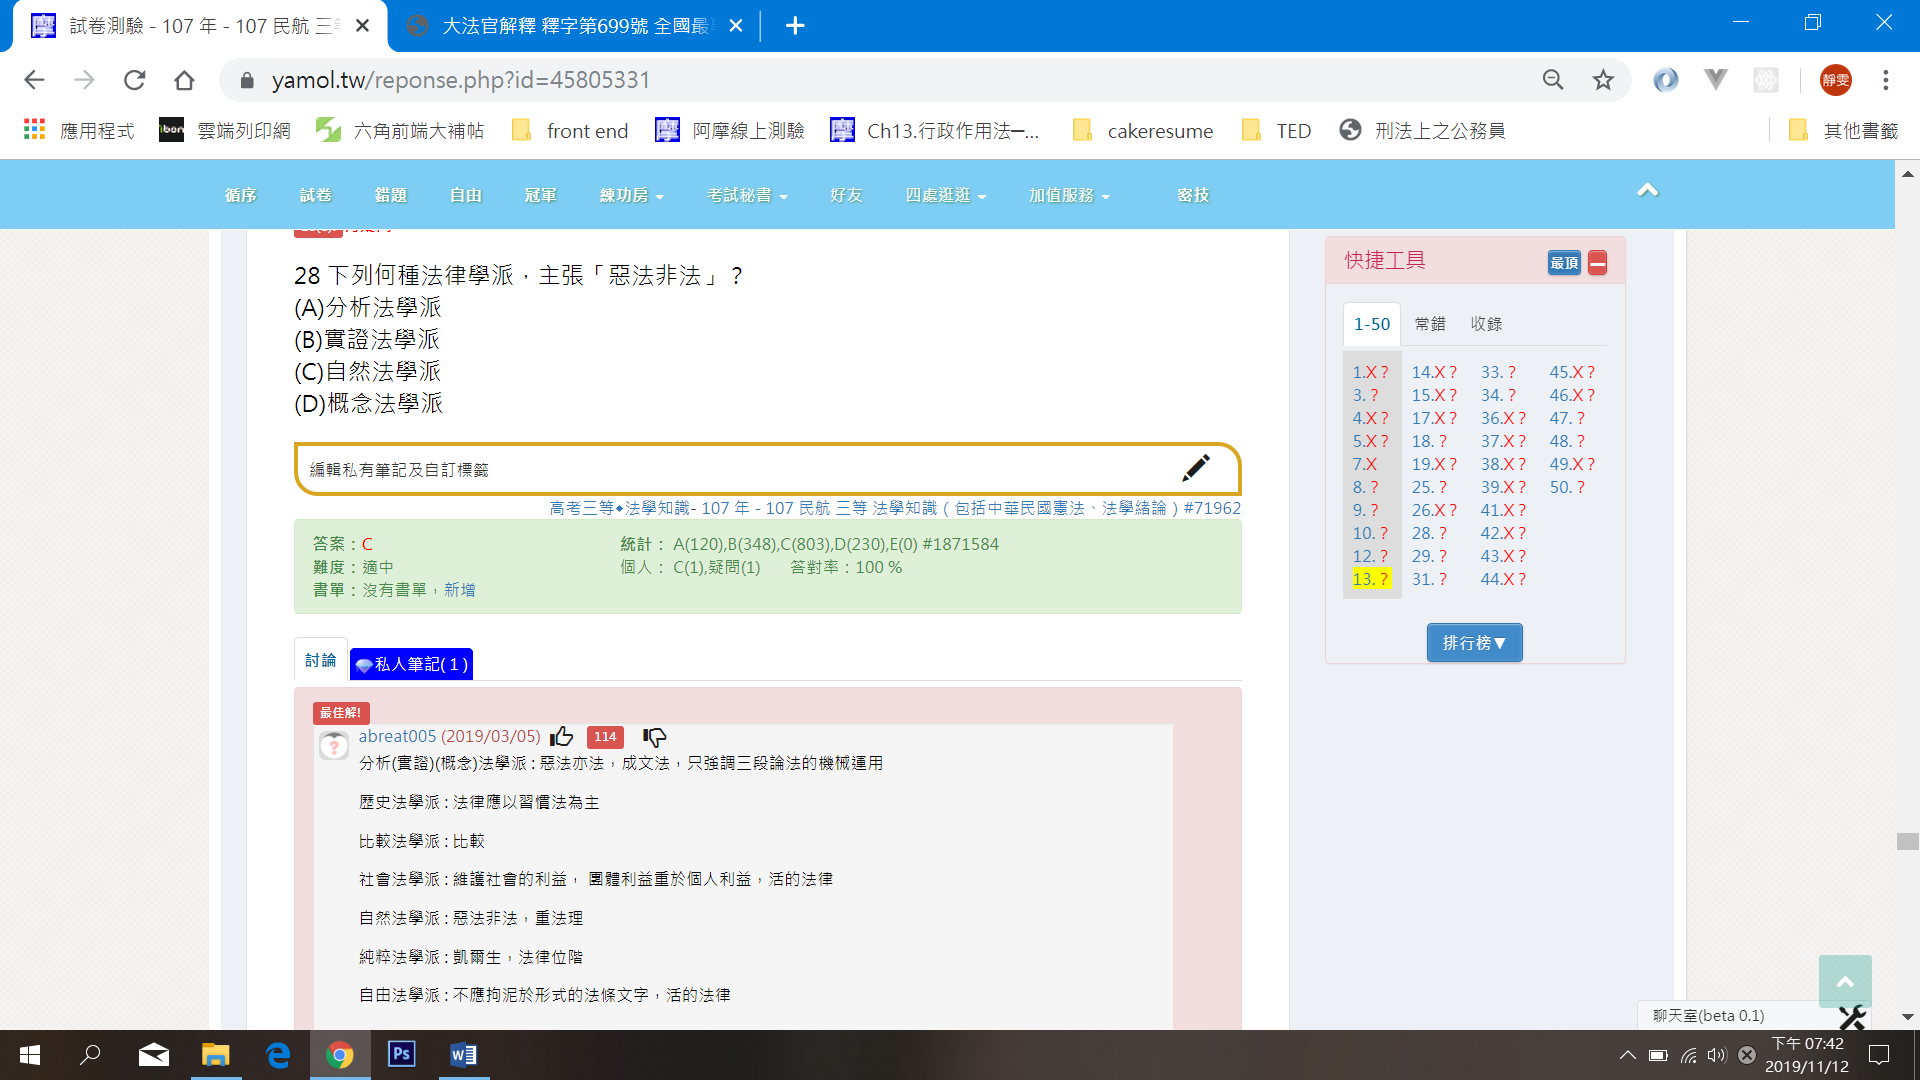 試卷測驗 - 107 年 - 107 民航 三
大法官解釋 釋字第699號 全國最
yamol.tw/reponse.php?id=45805331
靜雯
應用程式
ibon
雲端列印網
六角前端大補帖
front end
阿摩線上測驗
Ch13.行政作用法—...
cakeresume
TED
刑法上之公務員
其他書籤
循序 試卷 錯題 自由 冠軍 練功房 考試秘書 好友 四處逛逛 加值服務 密技
28 下列何種法律學派，主張「惡法非法」？
(A)分析法學派
(B)實證法學派
(C)自然法學派
(D)概念法學派
編輯私有筆記及自訂標籤
高考三等◆法學知識- 107 年 - 107 民航 三等 法學知識（包括中華民國憲法、法學緒論）#71962
答案：C
難度：適中
書單：沒有書單，新增
統計： A(120),B(348),C(803),D(230),E(0) #1871584
個人： C(1),疑問(1) 答對率：100 %
討論
私人筆記( 1 )
最佳解!
abreat005 (2019/03/05) 114
分析(實證)(概念)法學派 : 惡法亦法，成文法，只強調三段論法的機械運用
歷史法學派 : 法律應以習慣法為主
比較法學派 : 比較
社會法學派 : 維護社會的利益， 團體利益重於個人利益，活的法律
自然法學派 : 惡法非法，重法理
純粹法學派 : 凱爾生，法律位階
自由法學派 : 不應拘泥於形式的法條文字，活的法律
快捷工具
最頂
1-50 常錯 收錄
1.X ? 14.X ? 33. ? 45.X ?
3. ? 15.X ? 34. ? 46.X ?
4.X ? 17.X ? 36.X ? 47. ?
5.X ? 18. ? 37.X ? 48. ?
7.X 19.X ? 38.X ? 49.X ?
8. ? 25. ? 39.X ? 50. ?
9. ? 26.X ? 41.X ?
10. ? 28. ? 42.X ?
12. ? 29. ? 43.X ?
13. ? 31. ? 44.X ?
排行榜▼
聊天室(beta 0.1)
Ps
下午 07:42
2019/11/12